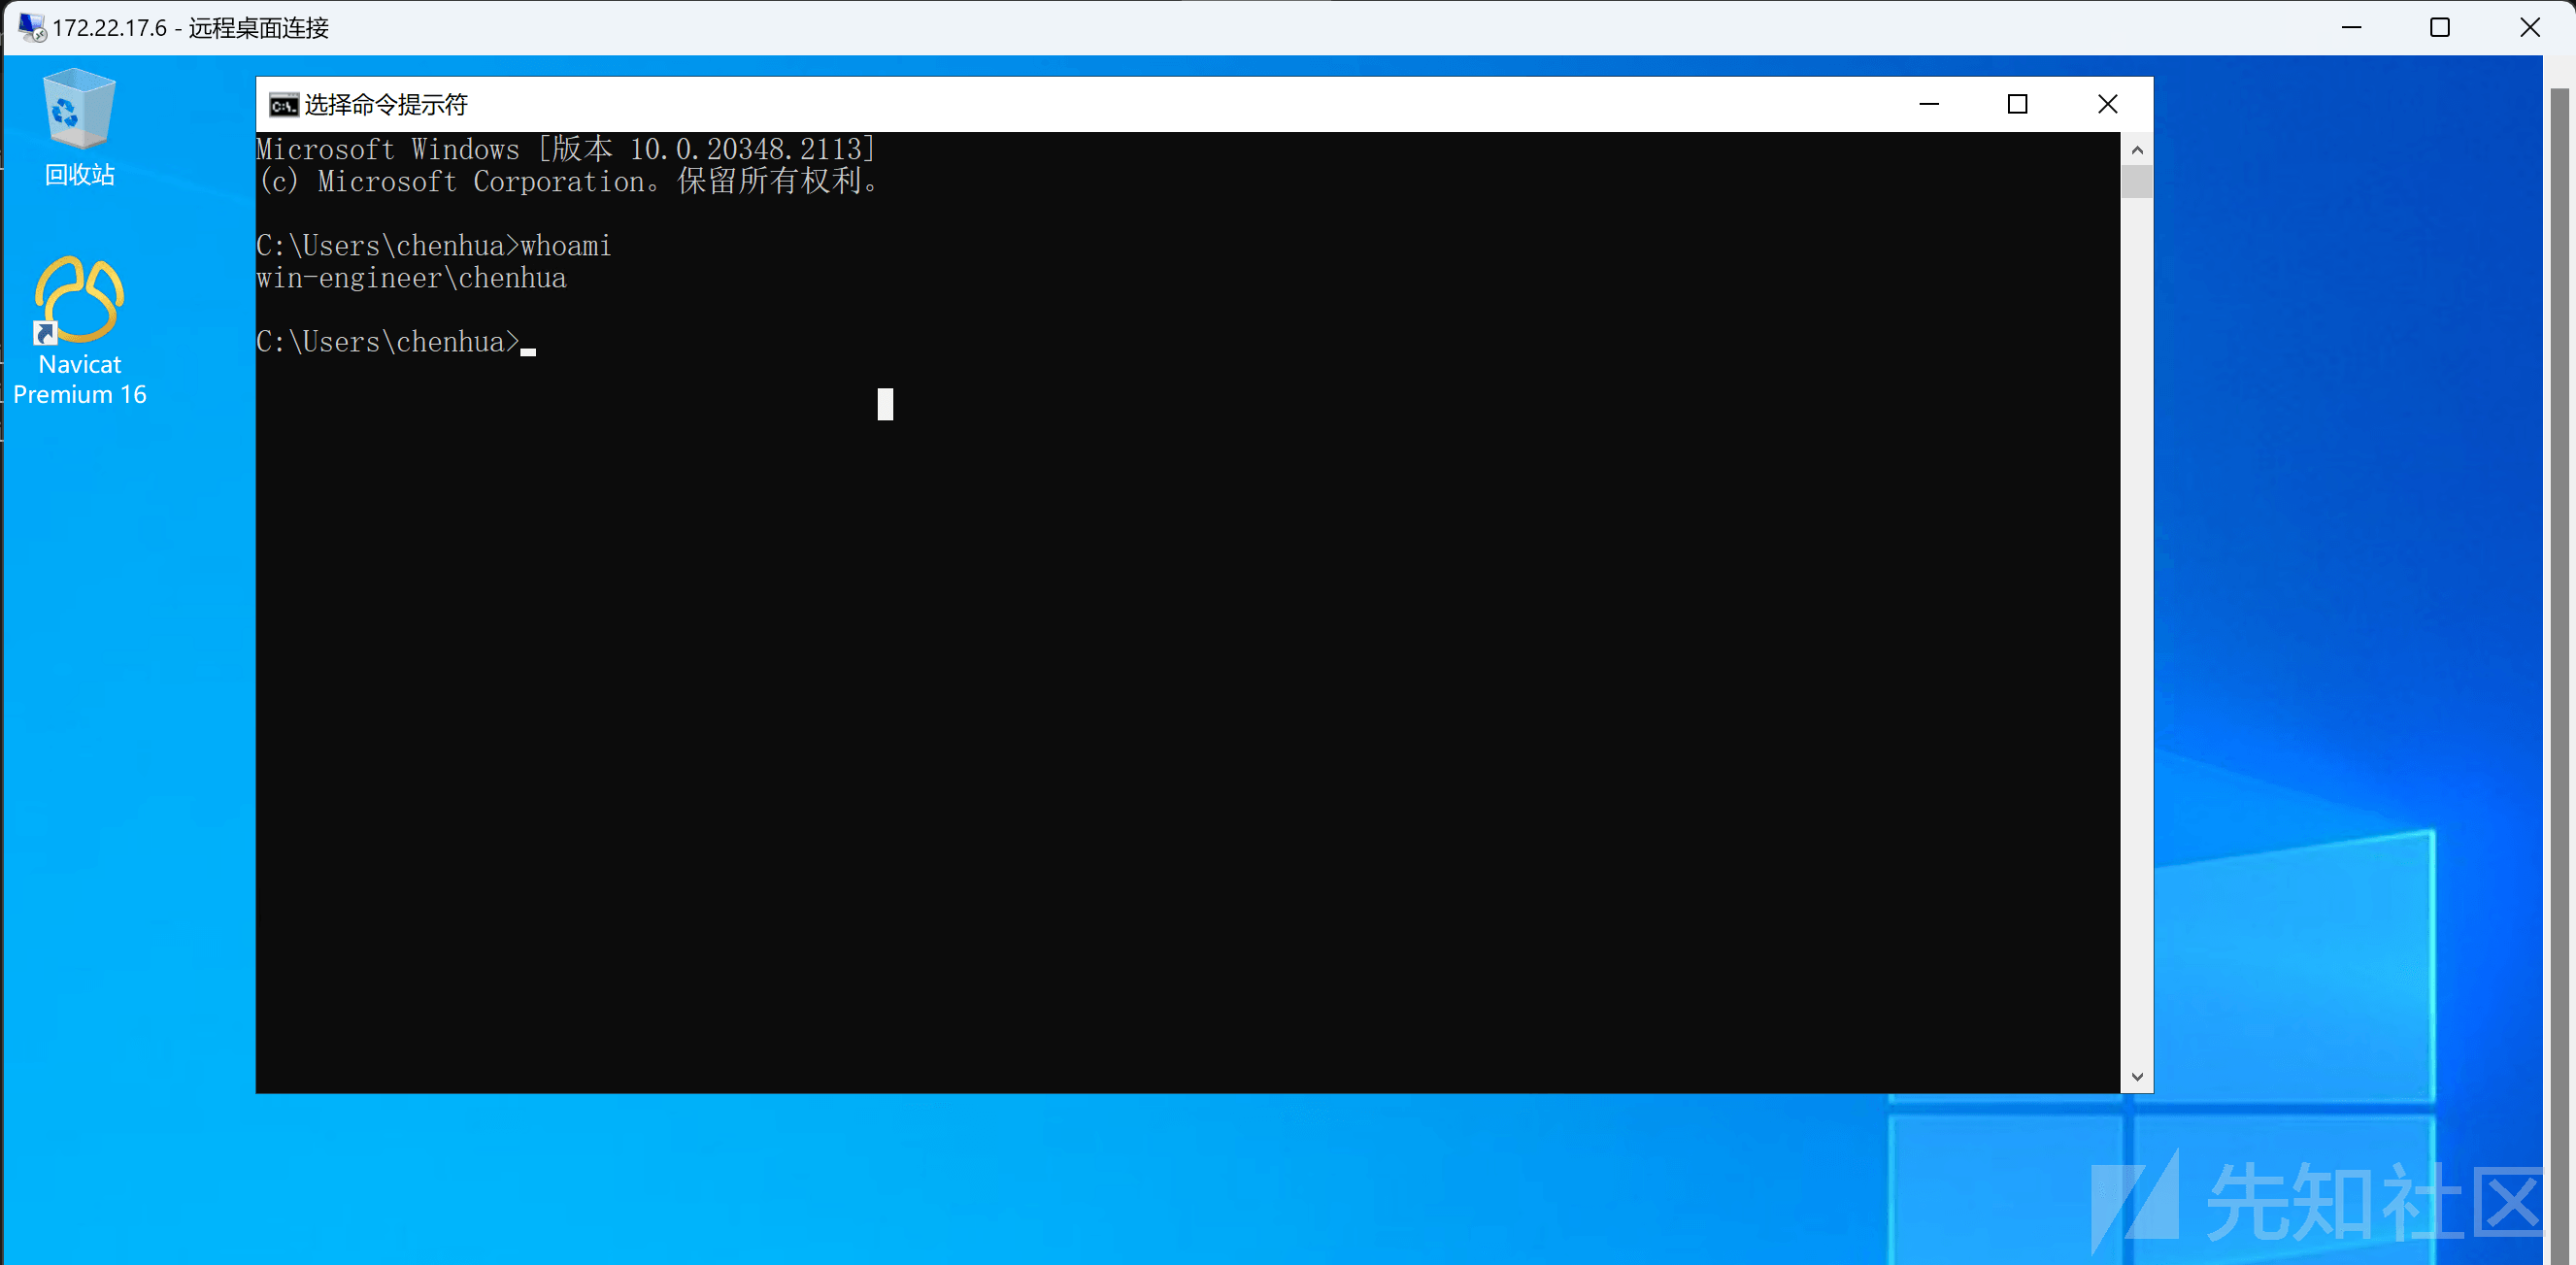 172.22.17.6 - 远程桌面连接
回收站
Navicat
Premium 16
选择命令提示符
Microsoft Windows [版本 10.0.20348.2113]
(c) Microsoft Corporation。保留所有权利。
C:\Users\chenhua>whoami
win-engineer\chenhua
C:\Users\chenhua>
先知社区